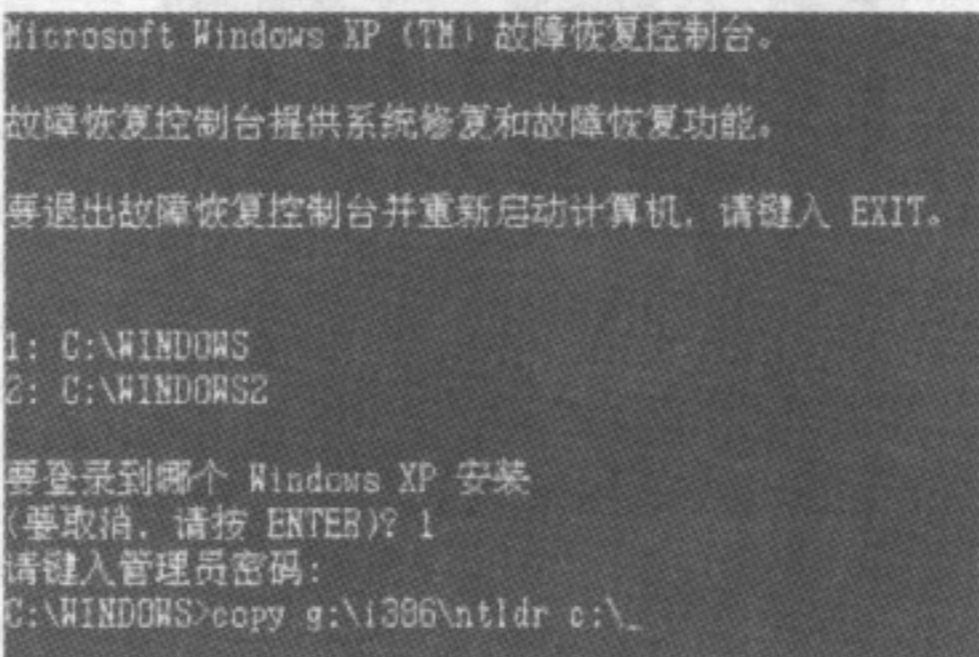 Microsoft Windows XP (TM) 故障恢复控制台。
故障恢复控制台提供系统修复和故障恢复功能。
要退出故障恢复控制台并重新启动计算机，请键入 EXIT。
1: C:\WINDOWS
2: C:\WINDOWS2
要登录到哪个 Windows XP 安装
(要取消，请按 ENTER)? 1
请键入管理员密码:
C:\WINDOWS>copy g:\i386\ntldr c:\_